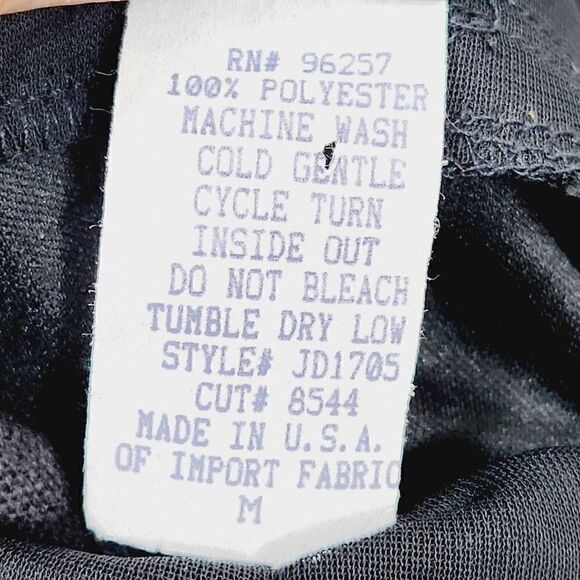 RN# 96257
100% POLYESTER
MACHINE WASH
COLD GENTLE
CYCLE TURN
INSIDE OUT
DO NOT BLEACH
TUMBLE DRY LOW
STYLE# JD1705
CUT# 8544
MADE IN U.S.A.
OF IMPORT FABRIC
M